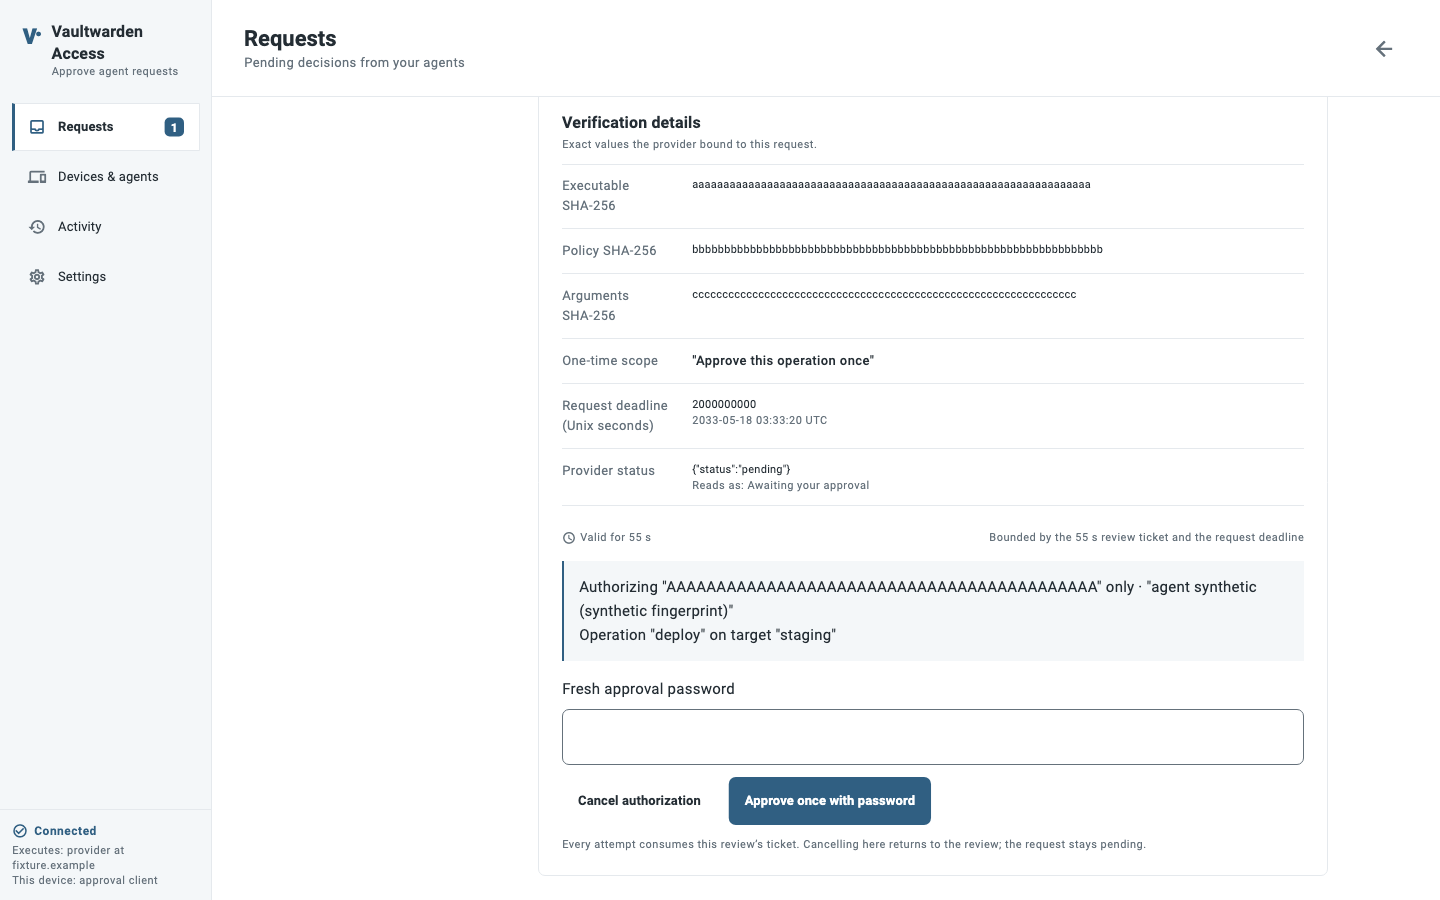 Vaultwarden
Access
Approve agent requests
Requests
1
Devices & agents
Activity
Settings
Connected
Executes: provider at
fixture.example
This device: approval client
Requests
Pending decisions from your agents
Verification details
Exact values the provider bound to this request.
Executable
SHA-256
aaaaaaaaaaaaaaaaaaaaaaaaaaaaaaaaaaaaaaaaaaaaaaaaaaaaaaaaaaaaaaaa
Policy SHA-256
bbbbbbbbbbbbbbbbbbbbbbbbbbbbbbbbbbbbbbbbbbbbbbbbbbbbbbbbbbbbbbbb
Arguments
SHA-256
cccccccccccccccccccccccccccccccccccccccccccccccccccccccccccccccc
One-time scope
"Approve this operation once"
Request deadline
(Unix seconds)
2000000000
2033-05-18 03:33:20 UTC
Provider status
{"status":"pending"}
Reads as: Awaiting your approval
Valid for 55 s
Bounded by the 55 s review ticket and the request deadline
Authorizing "AAAAAAAAAAAAAAAAAAAAAAAAAAAAAAAAAAAAAAAAAAA" only · "agent synthetic
(synthetic fingerprint)"
Operation "deploy" on target "staging"
Fresh approval password
Cancel authorization
Approve once with password
Every attempt consumes this review's ticket. Cancelling here returns to the review; the request stays pending.